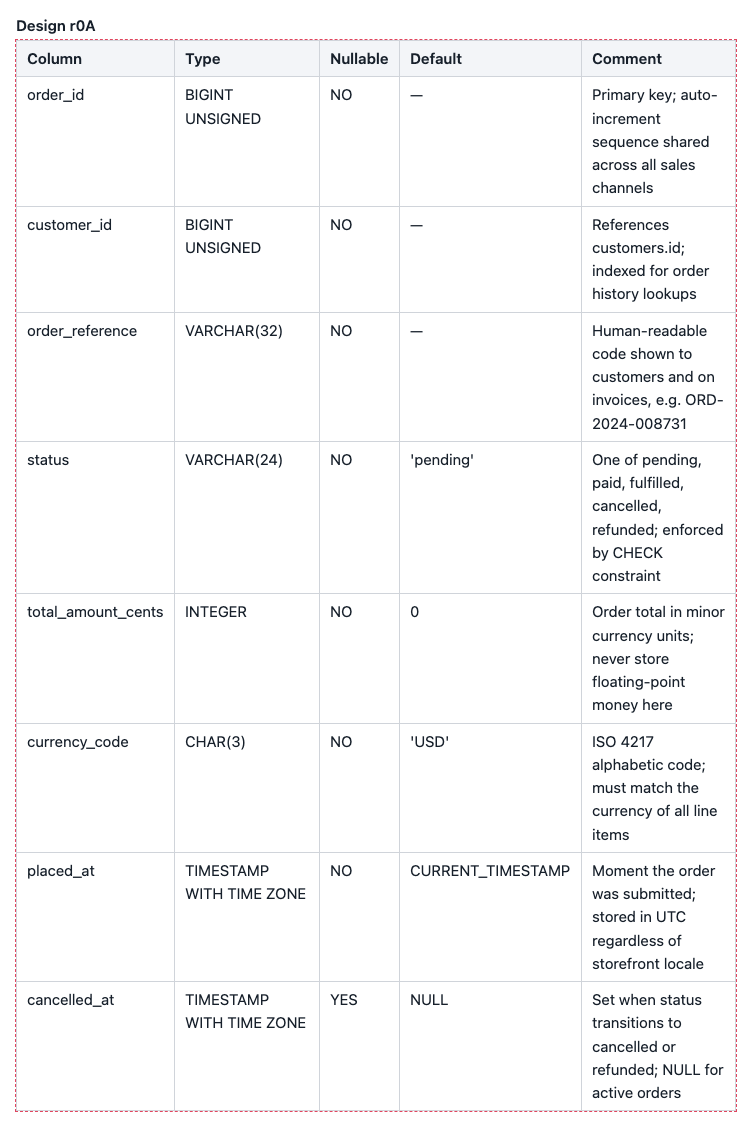 Design r0A
Column Type Nullable Default Comment
order_id BIGINT NO — Primary key; auto-
UNSIGNED increment
sequence shared
across all sales
channels
customer_id BIGINT NO — References
UNSIGNED customers.id;
indexed for order
history lookups
order_reference VARCHAR(32) NO — Human-readable
code shown to
customers and on
invoices, e.g. ORD-
2024-008731
status VARCHAR(24) NO 'pending' One of pending,
paid, fulfilled,
cancelled,
refunded; enforced
by CHECK
constraint
total_amount_cents INTEGER NO 0 Order total in minor
currency units;
never store
floating-point
money here
currency_code CHAR(3) NO 'USD' ISO 4217
alphabetic code;
must match the
currency of all line
items
placed_at TIMESTAMP NO CURRENT_TIMESTAMP Moment the order
WITH TIME ZONE was submitted;
stored in UTC
regardless of
storefront locale
cancelled_at TIMESTAMP YES NULL Set when status
WITH TIME ZONE transitions to
cancelled or
refunded; NULL for
active orders